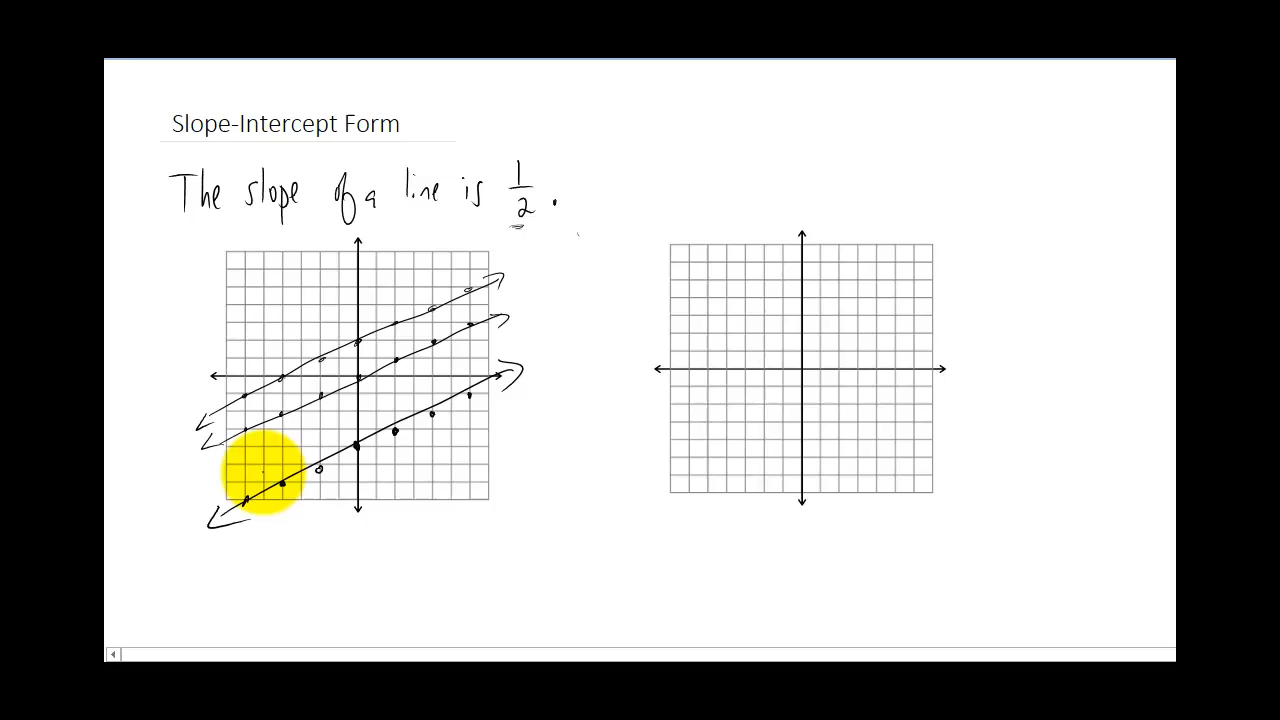 Slope-Intercept Form
The slope of a line is 1/2.